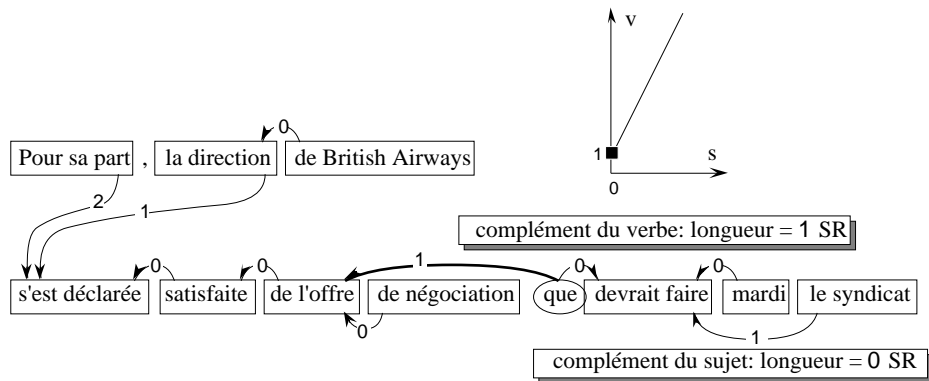 v
1
s
0
0
Pour sa part , la direction de British Airways
2
1
complément du verbe: longueur = 1 SR
0 0 1 0 0
s'est déclarée satisfaite de l'offre de négociation que devrait faire mardi le syndicat
0 1
complément du sujet: longueur = 0 SR